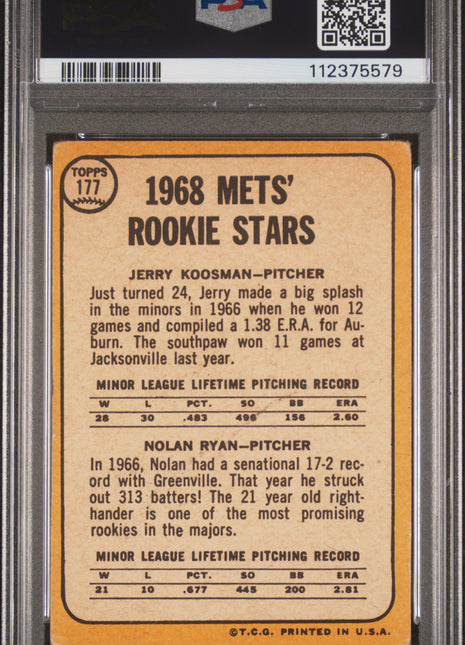 PSA
112375579
TOPPS
177
1968 METS'
ROOKIE STARS
JERRY KOOSMAN—PITCHER
Just turned 24, Jerry made a big splash
in the minors in 1966 when he won 12
games and compiled a 1.38 E.R.A. for Au-
burn. The southpaw won 11 games at
Jacksonville last year.
MINOR LEAGUE LIFETIME PITCHING RECORD
W L PCT. SO BB ERA
28 30 .483 496 156 2.60
NOLAN RYAN—PITCHER
In 1966, Nolan had a senational 17-2 rec-
ord with Greenville. That year he struck
out 313 batters! The 21 year old right-
hander is one of the most promising
rookies in the majors.
MINOR LEAGUE LIFETIME PITCHING RECORD
W L PCT. SO BB ERA
21 10 .677 445 200 2.81
©T.C.G. PRINTED IN U.S.A.